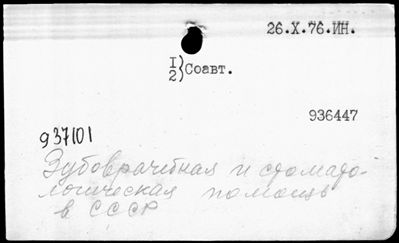 26.X.76.ИН.
1) Соавт.
2)
936447
937101
Зубоврачебная и стомато-
логическая помощь
в СССР